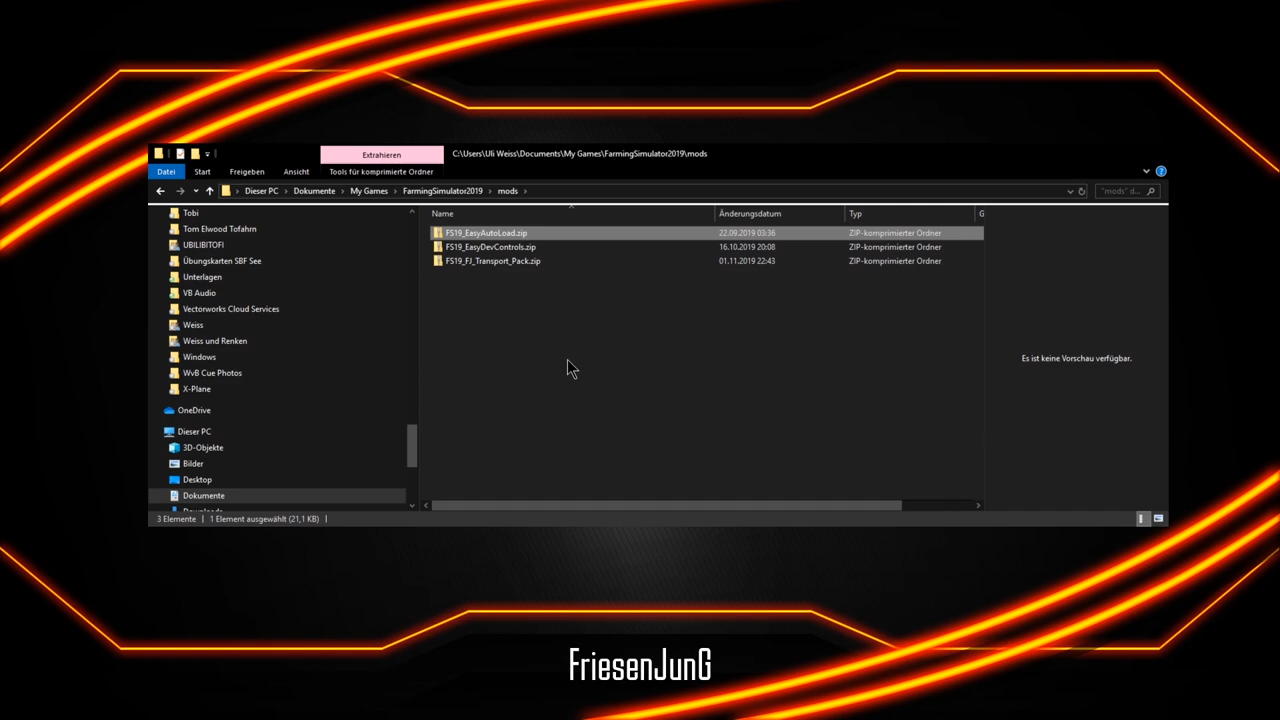 Extrahieren
C:\Users\Uli Weiss\Documents\My Games\FarmingSimulator2019\mods
Datei
Start
Freigeben
Ansicht
Tools für komprimierte Ordner
Dieser PC > Dokumente > My Games > FarmingSimulator2019 > mods >
"mods" d...
Tobi
Tom Elwood Tofahrn
UBILIBITOFI
Übungskarten SBF See
Unterlagen
VB Audio
Vectorworks Cloud Services
Weiss
Weiss und Renken
Windows
WvB Cue Photos
X-Plane
OneDrive
Dieser PC
3D-Objekte
Bilder
Desktop
Dokumente
Name Änderungsdatum Typ G
FS19_EasyAutoLoad.zip 22.09.2019 03:36 ZIP-komprimierter Ordner
FS19_EasyDevControls.zip 16.10.2019 20:08 ZIP-komprimierter Ordner
FS19_FJ_Transport_Pack.zip 01.11.2019 22:43 ZIP-komprimierter Ordner
Es ist keine Vorschau verfügbar.
3 Elemente | 1 Element ausgewählt (21,1 KB) |
FriesenJunG